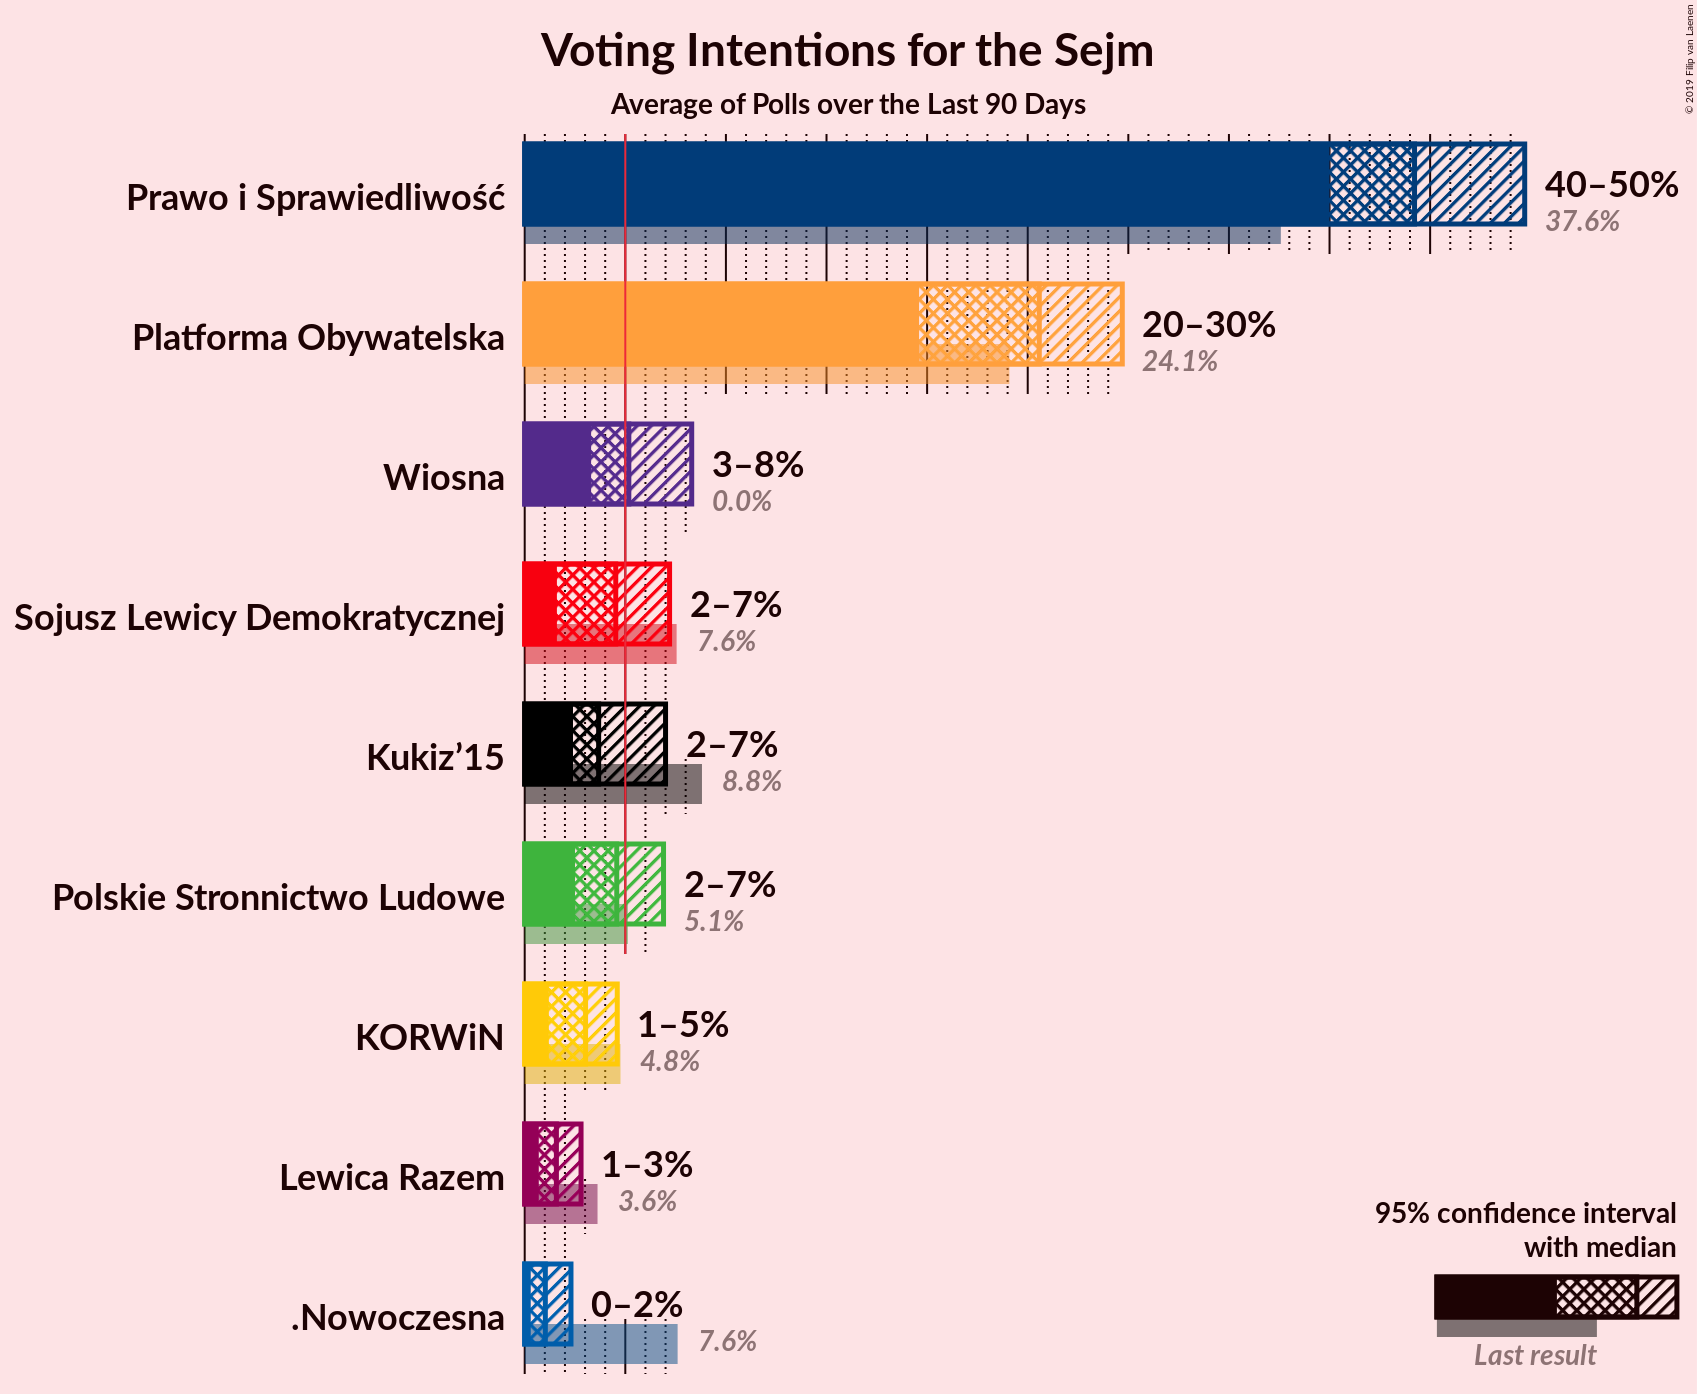 Voting Intentions for the Sejm
Average of Polls over the Last 90 Days
© 2019 Filip van Laenen
Prawo i Sprawiedliwość
40–50%
37.6%
Platforma Obywatelska
20–30%
24.1%
Wiosna
3–8%
0.0%
Sojusz Lewicy Demokratycznej
2–7%
7.6%
Kukiz’15
2–7%
8.8%
Polskie Stronnictwo Ludowe
2–7%
5.1%
KORWiN
1–5%
4.8%
Lewica Razem
1–3%
3.6%
.Nowoczesna
0–2%
7.6%
95% confidence interval
with median
Last result